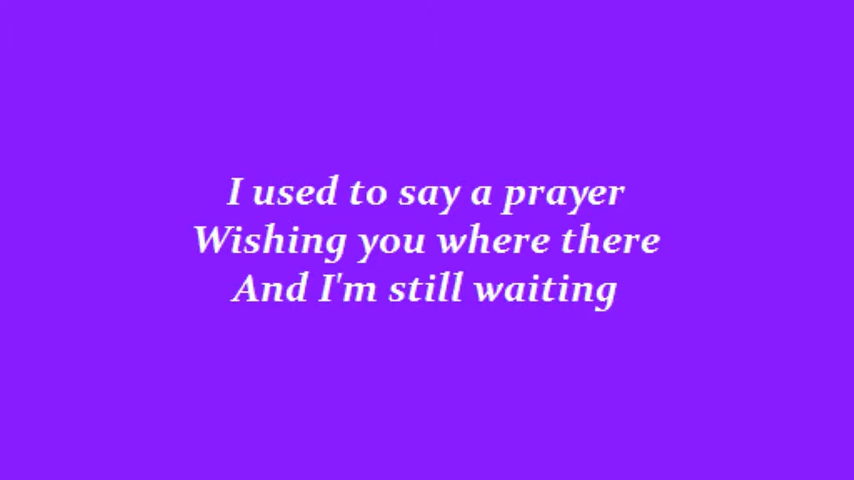 I used to say a prayer
Wishing you where there
And I'm still waiting